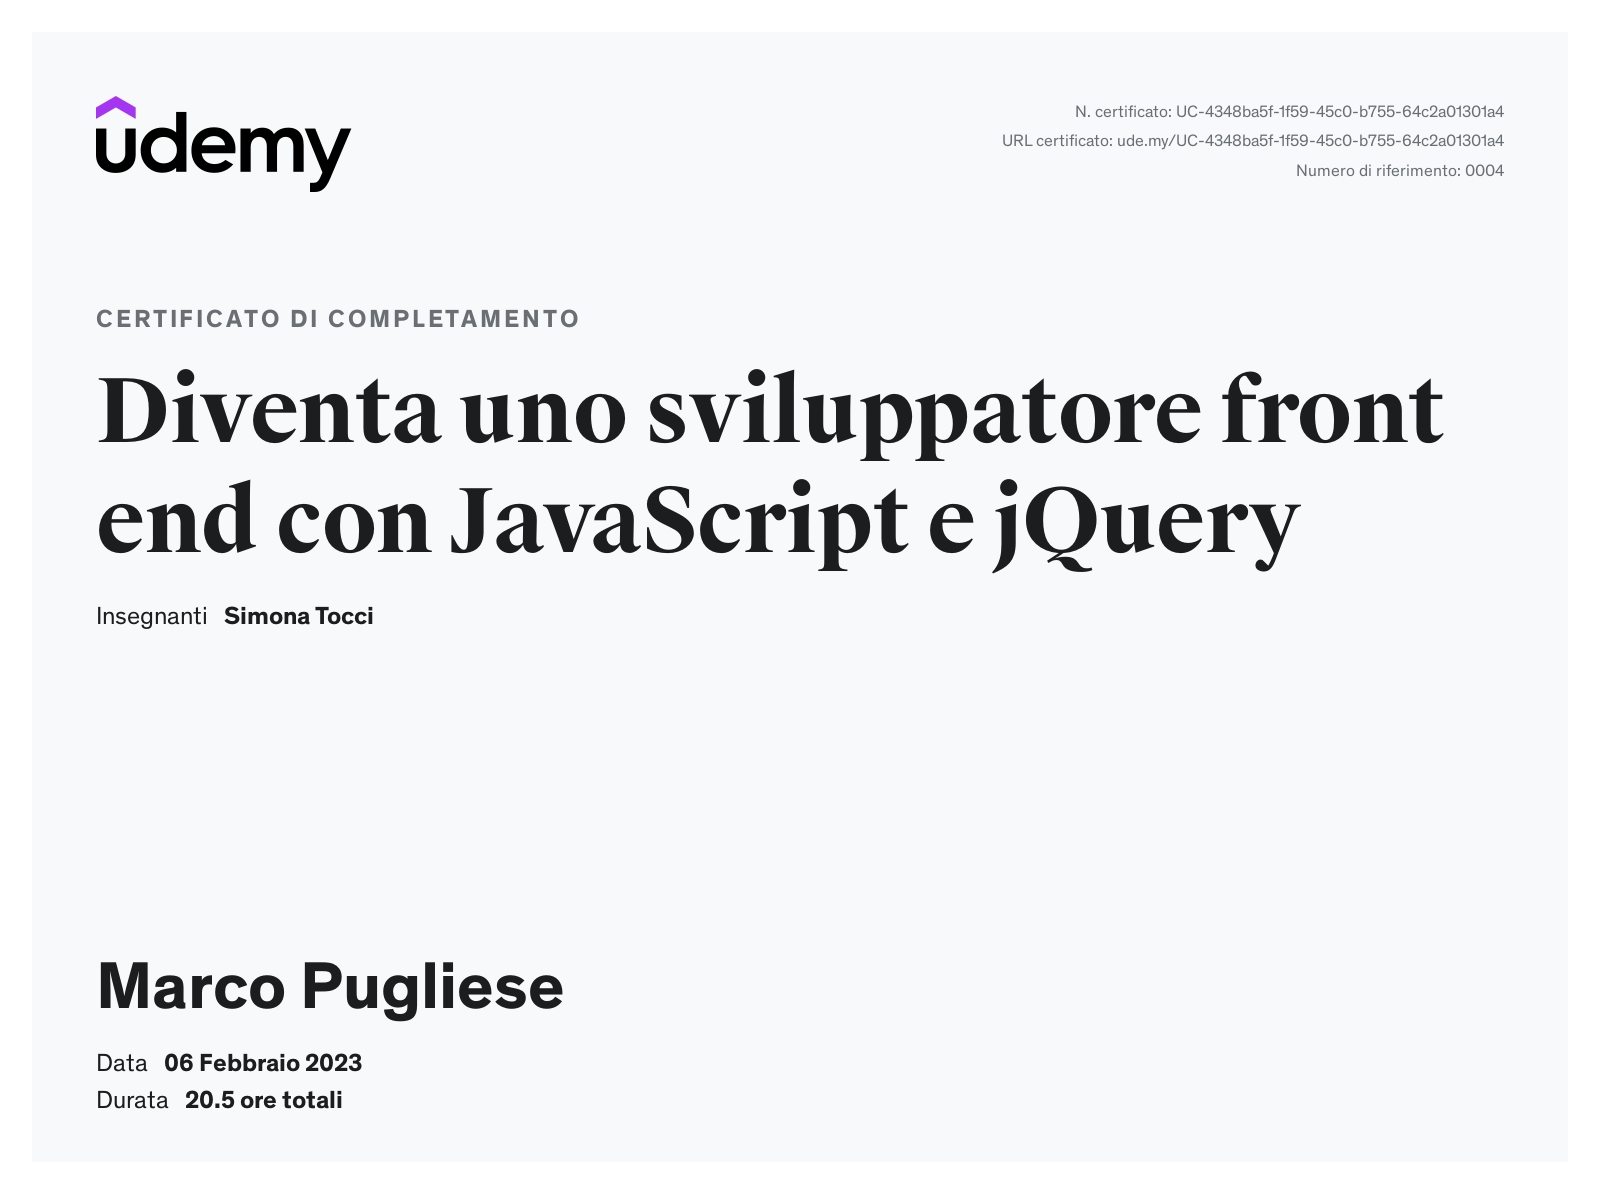 udemy
N. certificato: UC-4348ba5f-1f59-45c0-b755-64c2a01301a4
URL certificato: ude.my/UC-4348ba5f-1f59-45c0-b755-64c2a01301a4
Numero di riferimento: 0004
CERTIFICATO DI COMPLETAMENTO
Diventa uno sviluppatore front
end con JavaScript e jQuery
Insegnanti Simona Tocci
Marco Pugliese
Data 06 Febbraio 2023
Durata 20.5 ore totali